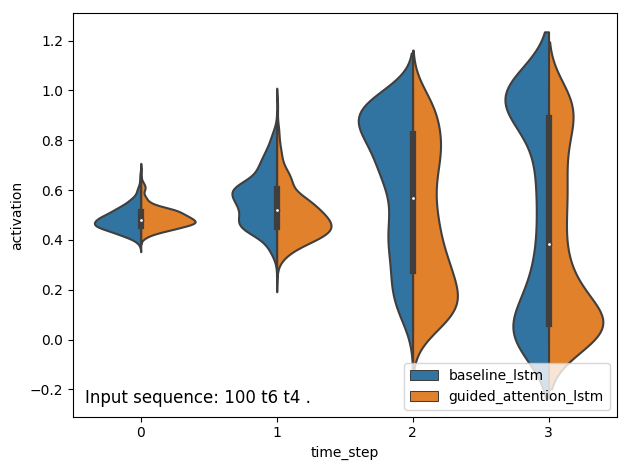 1.2
1.0
0.8
0.6
0.4
0.2
0.0
−0.2
activation
Input sequence: 100 t6 t4 .
baseline_lstm
guided_attention_lstm
0 1 2 3
time_step